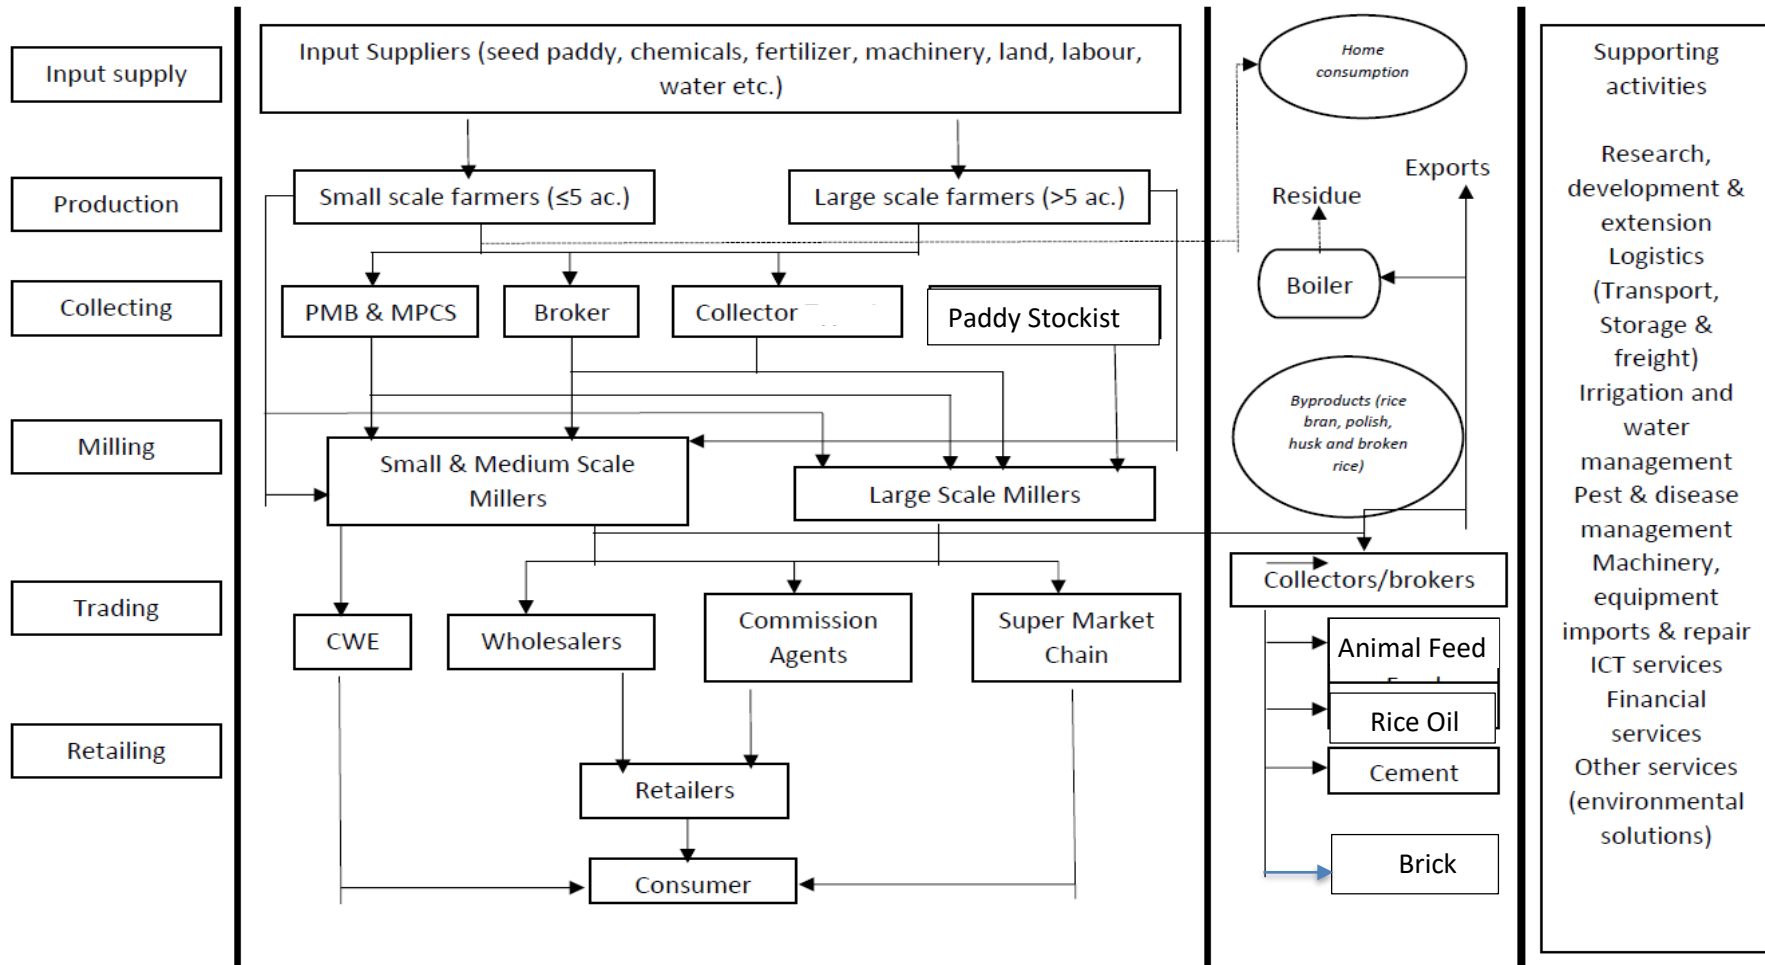 Input supply
Production
Collecting
Milling
Trading
Retailing
Input Suppliers (seed paddy, chemicals, fertilizer, machinery, land, labour,
water etc.)
Small scale farmers (≤5 ac.)
Large scale farmers (>5 ac.)
PMB & MPCS
Broker
Collector
Paddy Stockist
Small & Medium Scale
Millers
Large Scale Millers
CWE
Wholesalers
Commission
Agents
Super Market
Chain
Retailers
Consumer
Home
consumption
Exports
Residue
Boiler
Byproducts (rice
bran, polish,
husk and broken
rice)
Collectors/brokers
Animal Feed
Rice Oil
Cement
Brick
Supporting
activities
Research,
development &
extension
Logistics
(Transport,
Storage &
freight)
Irrigation and
water
management
Pest & disease
management
Machinery,
equipment
imports & repair
ICT services
Financial
services
Other services
(environmental
solutions)